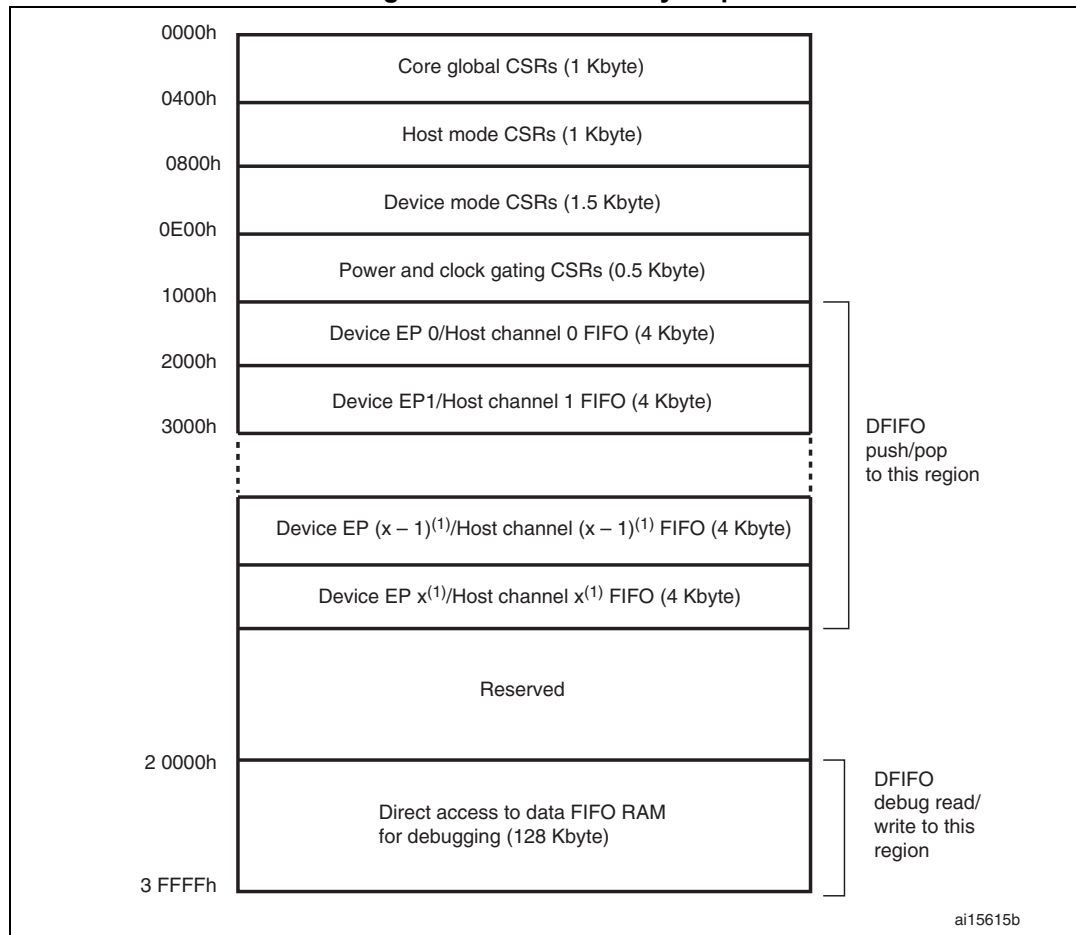 0000h
Core global CSRs (1 Kbyte)
0400h
Host mode CSRs (1 Kbyte)
0800h
Device mode CSRs (1.5 Kbyte)
0E00h
Power and clock gating CSRs (0.5 Kbyte)
1000h
Device EP 0/Host channel 0 FIFO (4 Kbyte)
2000h
Device EP1/Host channel 1 FIFO (4 Kbyte)
3000h
DFIFO
push/pop
to this region
Device EP (x – 1)(1)/Host channel (x – 1)(1) FIFO (4 Kbyte)
Device EP x(1)/Host channel x(1) FIFO (4 Kbyte)
Reserved
2 0000h
Direct access to data FIFO RAM
for debugging (128 Kbyte)
DFIFO
debug read/
write to this
region
3 FFFFh
ai15615b